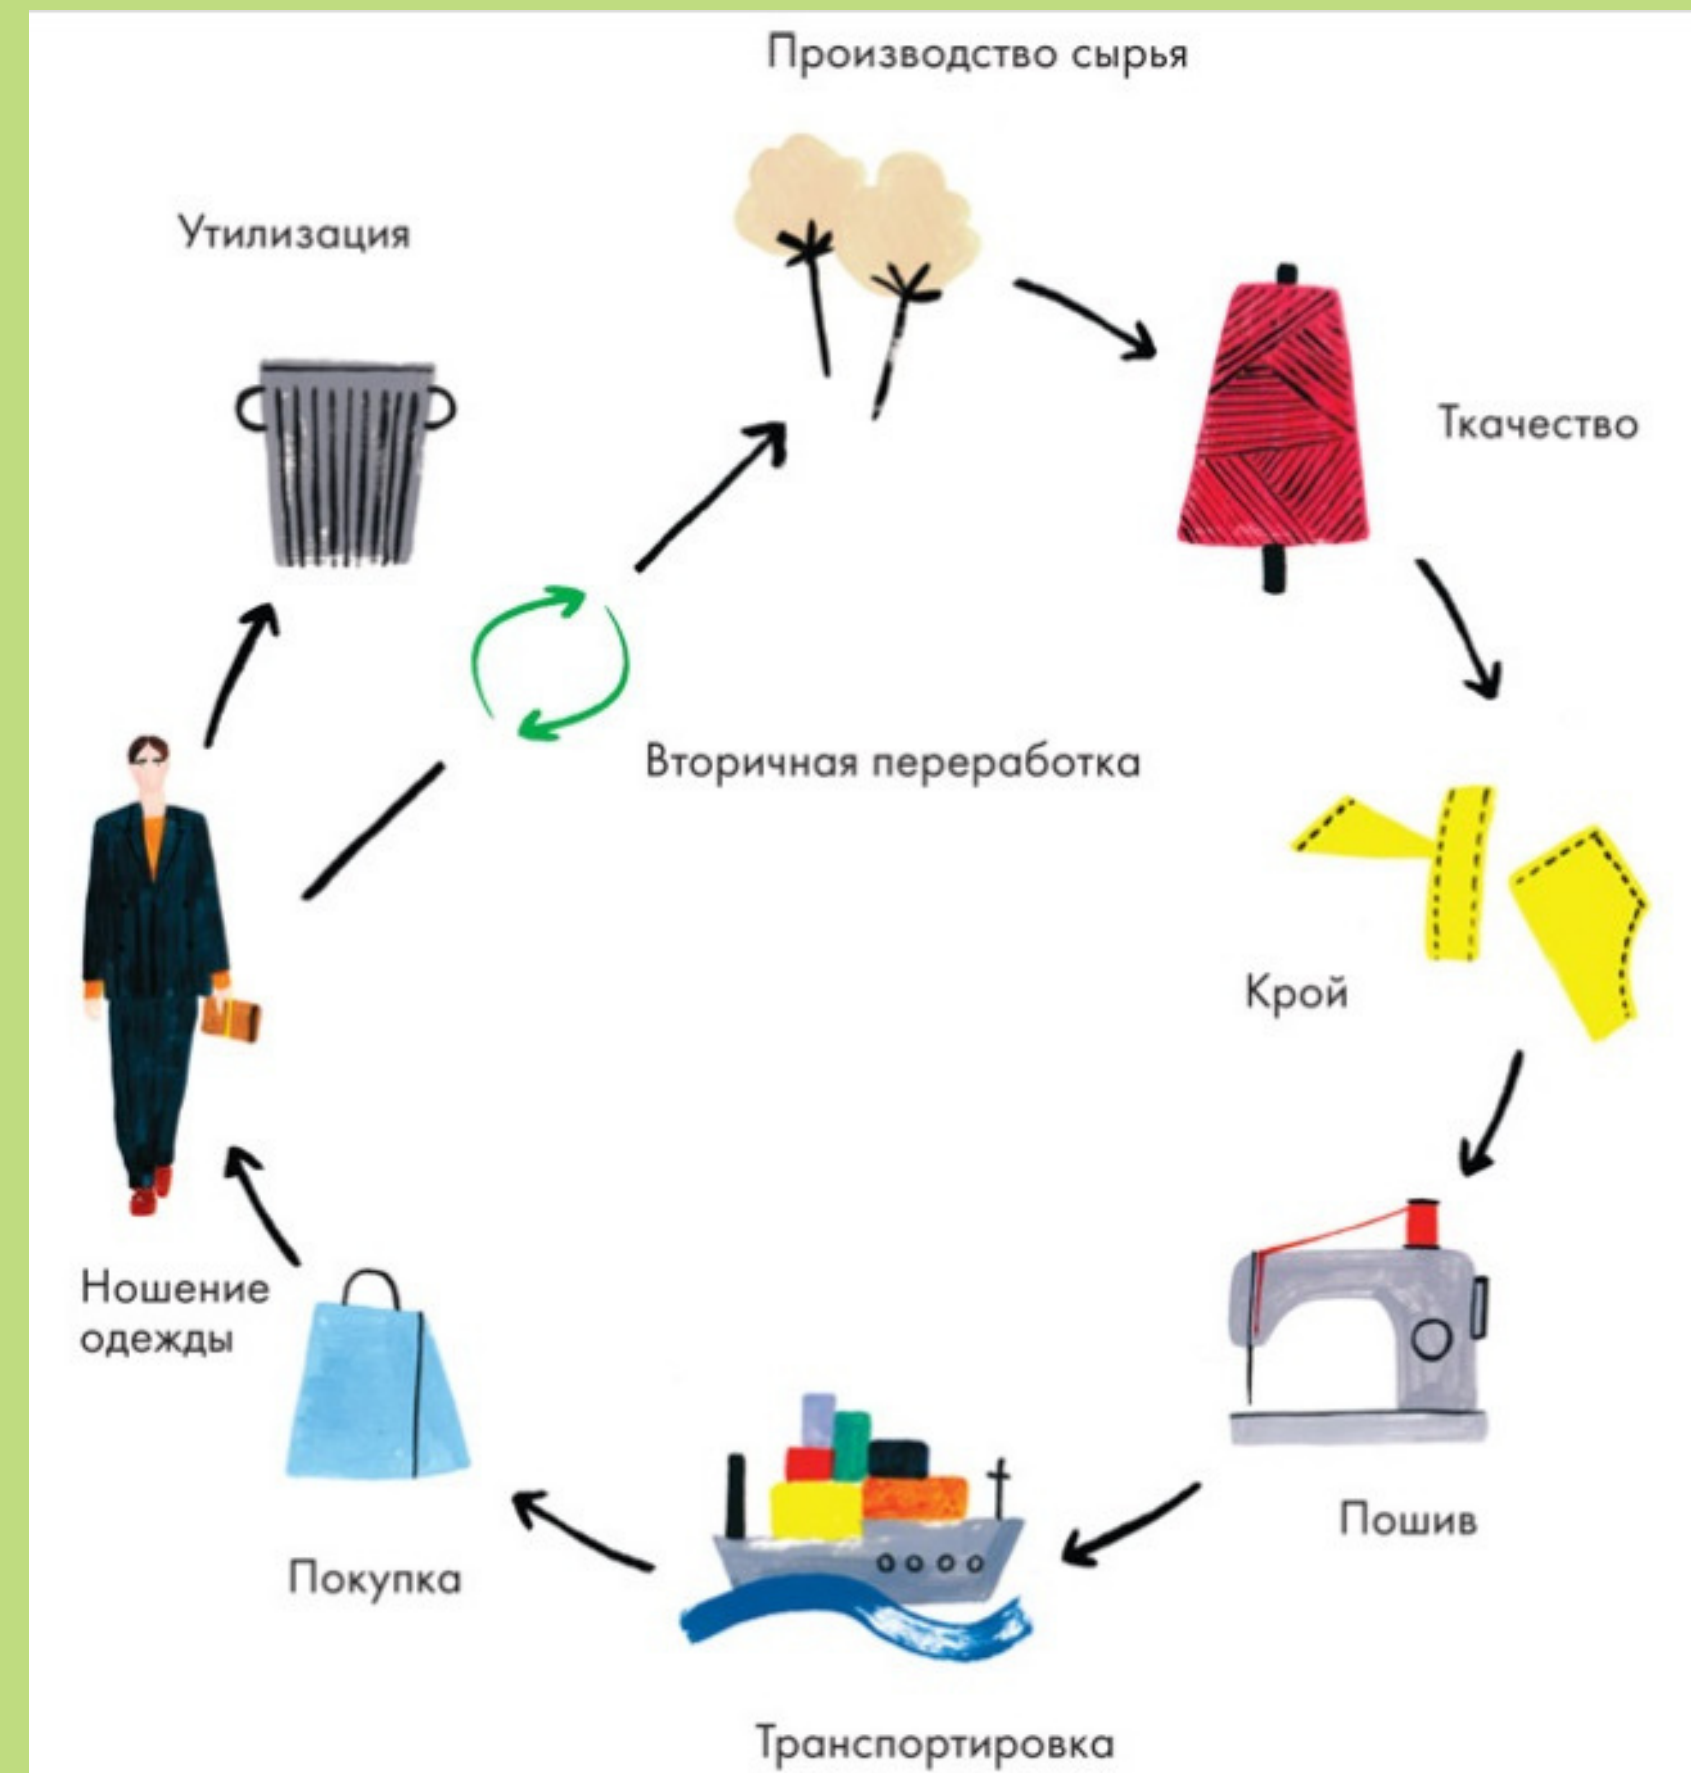 Производство сырья
Утилизация
Ткачество
Вторичная переработка
Крой
Ношение
одежды
Пошив
Покупка
Транспортировка